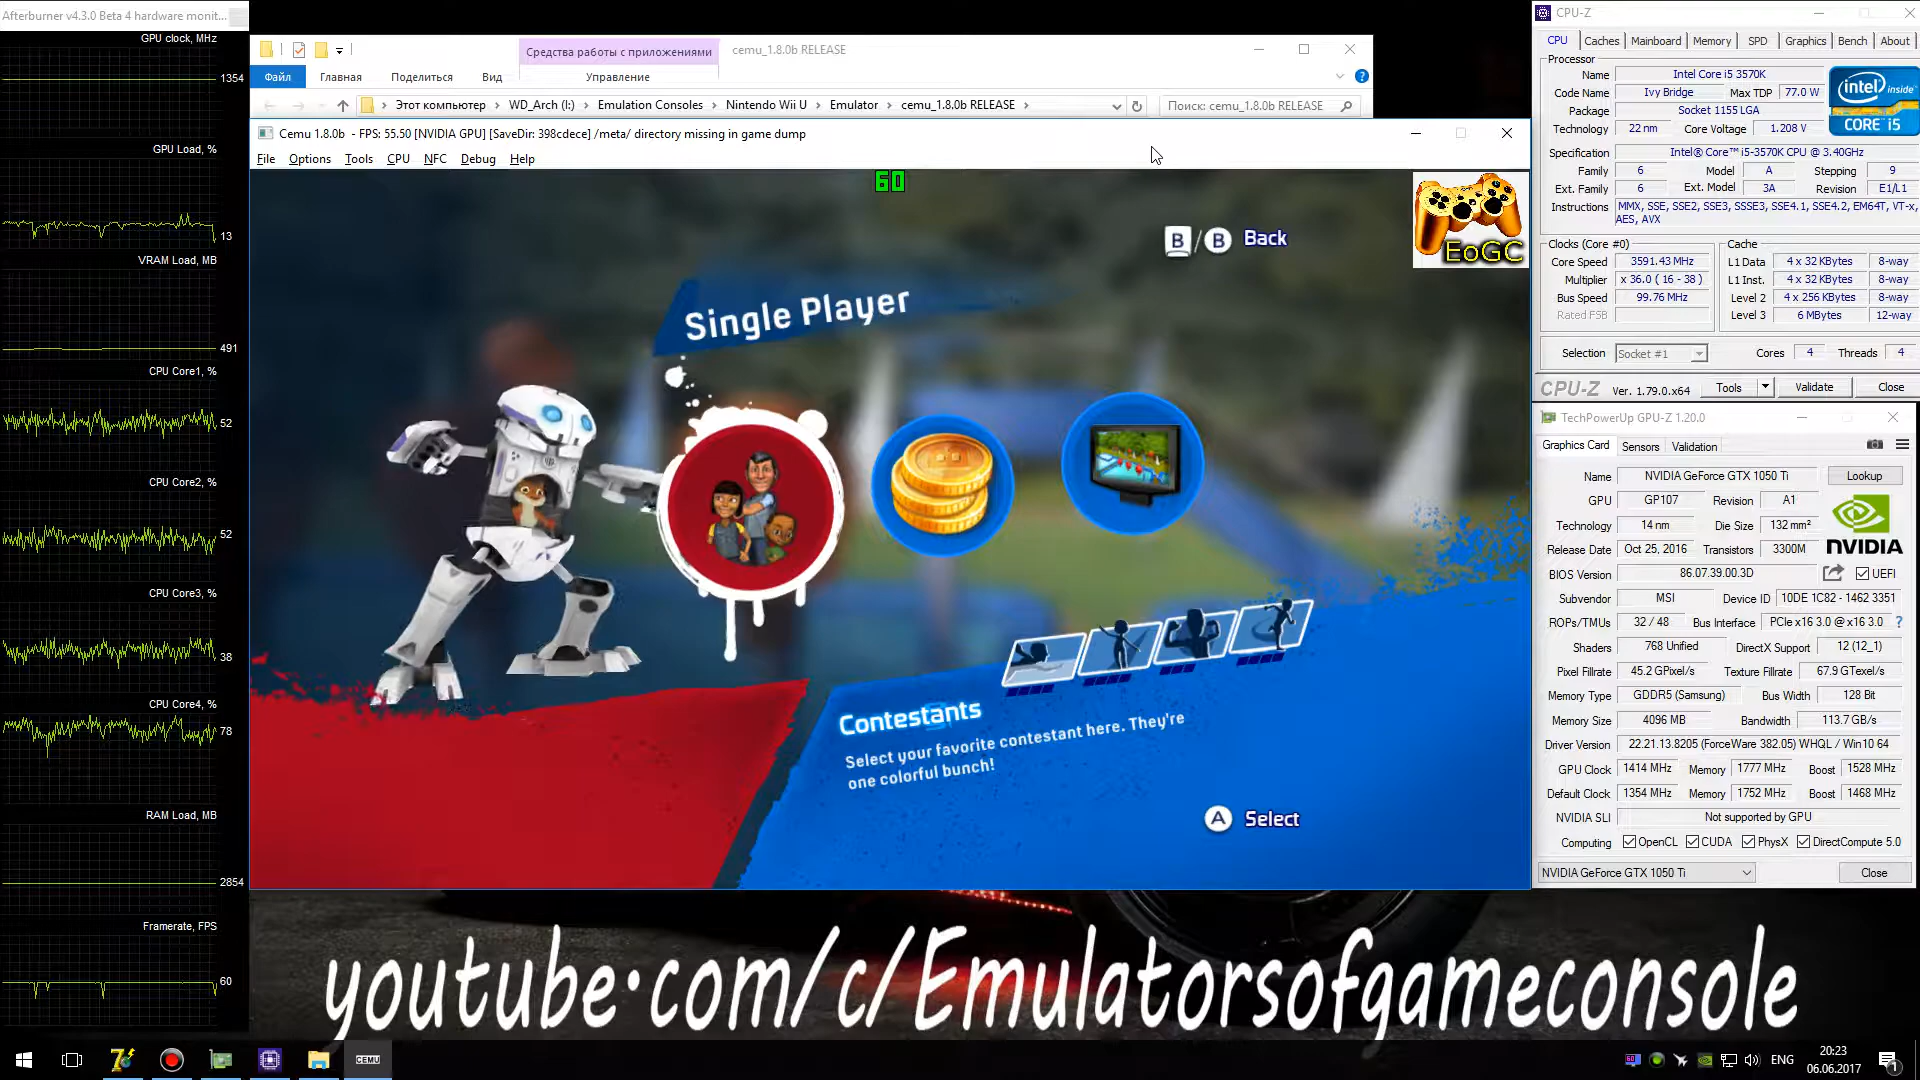 Afterburner v4.3.0 Beta 4 hardware monit...
GPU clock, MHz
1354
GPU Load, %
13
VRAM Load, MB
491
CPU Core1, %
52
CPU Core2, %
52
CPU Core3, %
38
CPU Core4, %
78
RAM Load, MB
2854
Framerate, FPS
60
Средства работы с приложениями
cemu_1.8.0b RELEASE
Файл
Главная
Поделиться
Вид
Управление
Этот компьютер > WD_Arch (I:) > Emulation Consoles > Nintendo Wii U > Emulator > cemu_1.8.0b RELEASE >
Поиск: cemu_1.8.0b RELEASE
Cemu 1.8.0b - FPS: 55.50 [NVIDIA GPU] [SaveDir: 398cdece] /meta/ directory missing in game dump
File Options Tools CPU NFC Debug Help
60
B / B Back
EoGC
Single Player
Contestants
Select your favorite contestant here. They're
one colorful bunch!
A Select
CPU-Z
CPU Caches Mainboard Memory SPD Graphics Bench About
Processor
Name Intel Core i5 3570K
Code Name Ivy Bridge Max TDP 77.0 W
Package Socket 1155 LGA
Technology 22 nm Core Voltage 1.208 V
intel inside™
CORE i5
Specification Intel® Core™ i5-3570K CPU @ 3.40GHz
Family 6 Model A Stepping 9
Ext. Family 6 Ext. Model 3A Revision E1/L1
Instructions MMX, SSE, SSE2, SSE3, SSSE3, SSE4.1, SSE4.2, EM64T, VT-x,
AES, AVX
Clocks (Core #0)
Core Speed 3591.43 MHz
Multiplier x 36.0 ( 16 - 38 )
Bus Speed 99.76 MHz
Rated FSB
Cache
L1 Data 4 x 32 KBytes 8-way
L1 Inst. 4 x 32 KBytes 8-way
Level 2 4 x 256 KBytes 8-way
Level 3 6 MBytes 12-way
Selection Socket #1 Cores 4 Threads 4
CPU-Z Ver. 1.79.0.x64 Tools Validate Close
TechPowerUp GPU-Z 1.20.0
Graphics Card Sensors Validation
Name NVIDIA GeForce GTX 1050 Ti Lookup
GPU GP107 Revision A1
Technology 14 nm Die Size 132 mm²
Release Date Oct 25, 2016 Transistors 3300M
NVIDIA
BIOS Version 86.07.39.00.3D UEFI
Subvendor MSI Device ID 10DE 1C82 - 1462 3351
ROPs/TMUs 32 / 48 Bus Interface PCIe x16 3.0 @ x16 3.0 ?
Shaders 768 Unified DirectX Support 12 (12_1)
Pixel Fillrate 45.2 GPixel/s Texture Fillrate 67.9 GTexel/s
Memory Type GDDR5 (Samsung) Bus Width 128 Bit
Memory Size 4096 MB Bandwidth 113.7 GB/s
Driver Version 22.21.13.8205 (ForceWare 382.05) WHQL / Win10 64
GPU Clock 1414 MHz Memory 1777 MHz Boost 1528 MHz
Default Clock 1354 MHz Memory 1752 MHz Boost 1468 MHz
NVIDIA SLI Not supported by GPU
Computing OpenCL CUDA PhysX DirectCompute 5.0
NVIDIA GeForce GTX 1050 Ti Close
youtube.com/c/Emulatorsofgameconsole
CEMU
ENG
20:23
06.06.2017
1